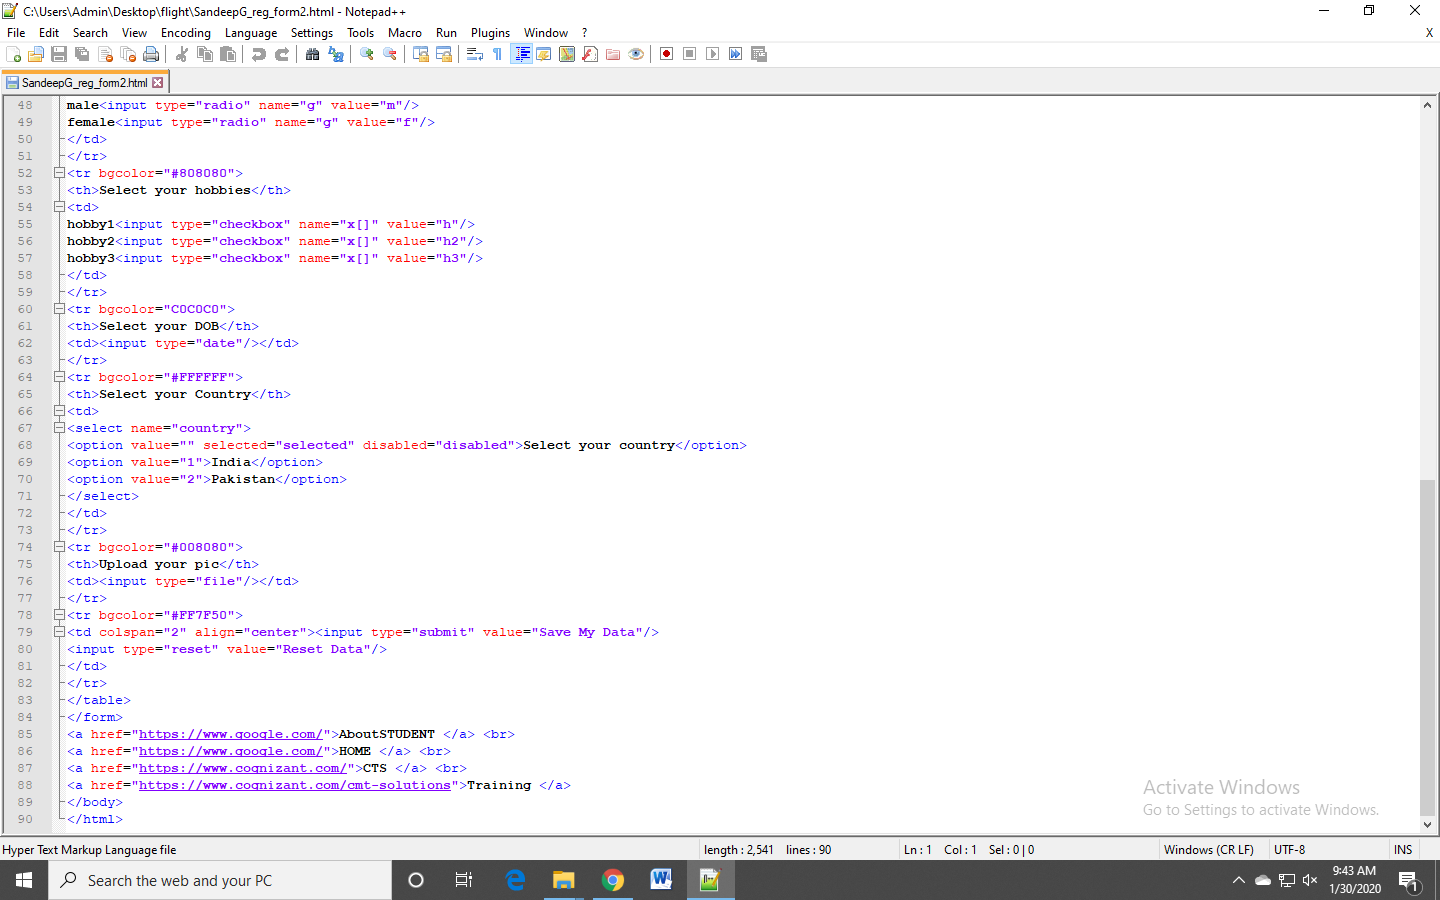 C:\Users\Admin\Desktop\flight\SandeepG_reg_form2.html - Notepad++
File Edit Search View Encoding Language Settings Tools Macro Run Plugins Window ? X
SandeepG_reg_form2.html
48 male<input type="radio" name="g" value="m"/>
49 female<input type="radio" name="g" value="f"/>
50 </td>
51 </tr>
52 <tr bgcolor="#808080">
53 <th>Select your hobbies</th>
54 <td>
55 hobby1<input type="checkbox" name="x[]" value="h"/>
56 hobby2<input type="checkbox" name="x[]" value="h2"/>
57 hobby3<input type="checkbox" name="x[]" value="h3"/>
58 </td>
59 </tr>
60 <tr bgcolor="C0C0C0">
61 <th>Select your DOB</th>
62 <td><input type="date"/></td>
63 </tr>
64 <tr bgcolor="#FFFFFF">
65 <th>Select your Country</th>
66 <td>
67 <select name="country">
68 <option value="" selected="selected" disabled="disabled">Select your country</option>
69 <option value="1">India</option>
70 <option value="2">Pakistan</option>
71 </select>
72 </td>
73 </tr>
74 <tr bgcolor="#008080">
75 <th>Upload your pic</th>
76 <td><input type="file"/></td>
77 </tr>
78 <tr bgcolor="#FF7F50">
79 <td colspan="2" align="center"><input type="submit" value="Save My Data"/>
80 <input type="reset" value="Reset Data"/>
81 </td>
82 </tr>
83 </table>
84 </form>
85 <a href="https://www.google.com/">AboutSTUDENT </a> <br>
86 <a href="https://www.google.com/">HOME </a> <br>
87 <a href="https://www.cognizant.com/">CTS </a> <br>
88 <a href="https://www.cognizant.com/cmt-solutions">Training </a>
89 </body>
90 </html>
Activate Windows
Go to Settings to activate Windows.
Hyper Text Markup Language file length : 2,541 lines : 90 Ln : 1 Col : 1 Sel : 0 | 0 Windows (CR LF) UTF-8 INS
Search the web and your PC
9:43 AM
1/30/2020
1